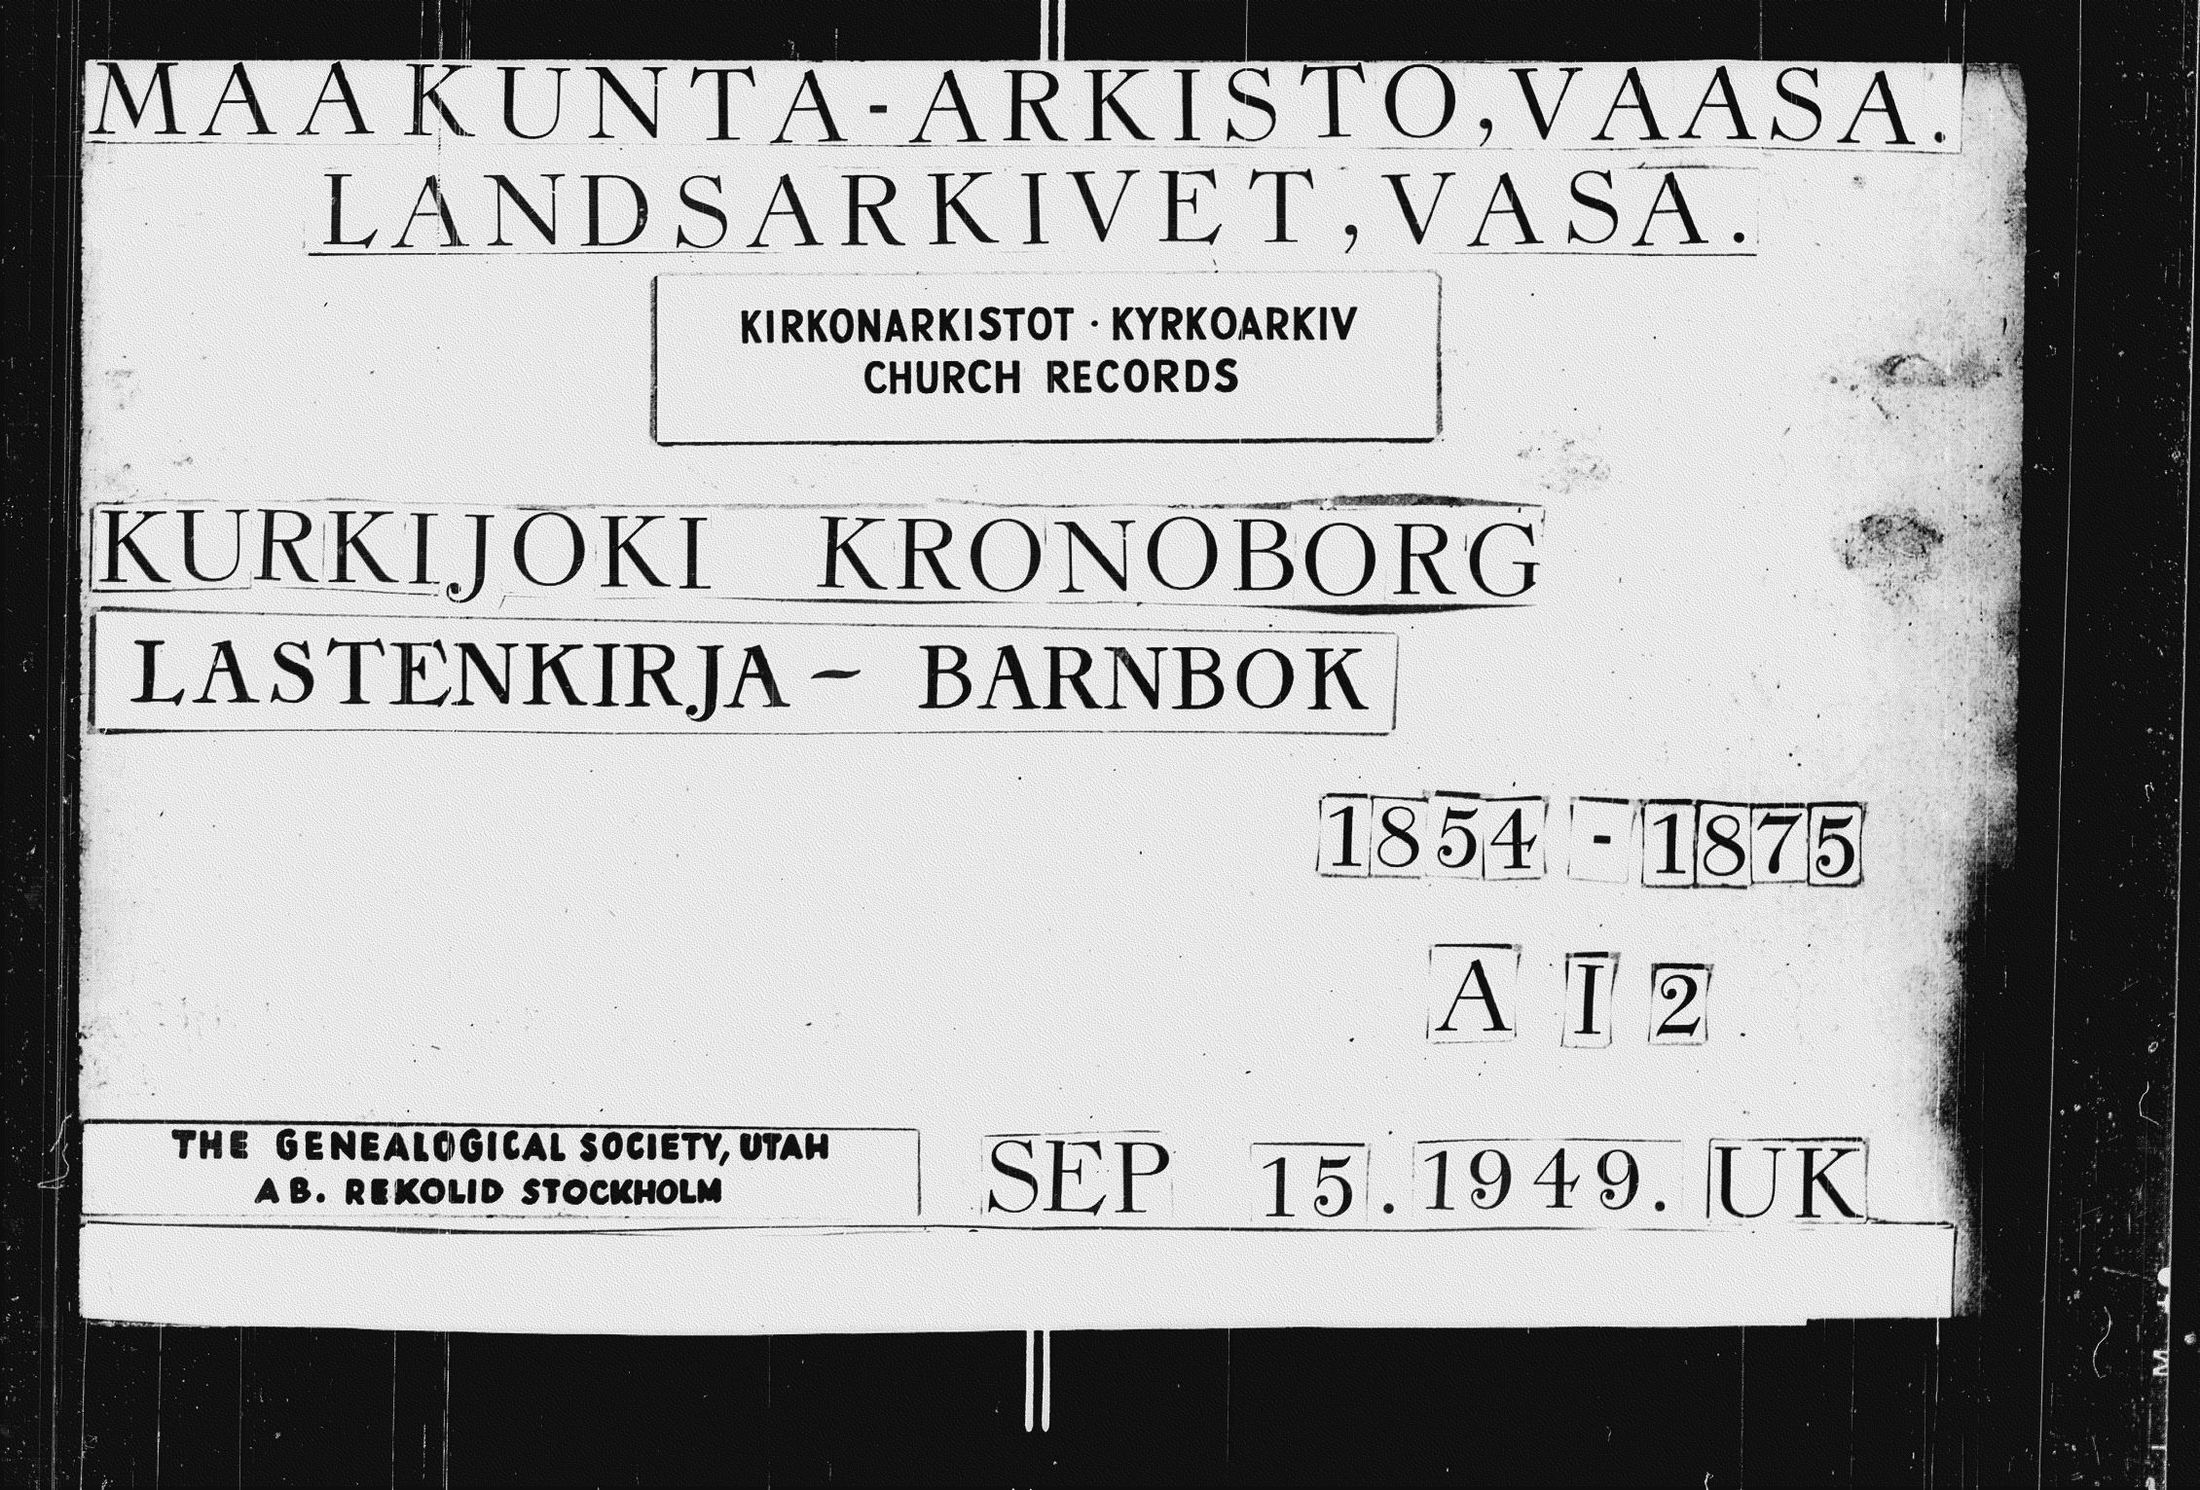 MAAKUNTA-ARKISTO, VAASA.
LANDSARKIVET, VASA.
KIRKONARKISTOT · KYRKOARKIV
CHURCH RECORDS
KURKIJOKI KRONOBORG
LASTENKIRJA - BARNBOK
1854 - 1875
A I 2
THE GENEALOGICAL SOCIETY, UTAH
AB. REKOLID STOCKHOLM
SEP 15. 1949. UK